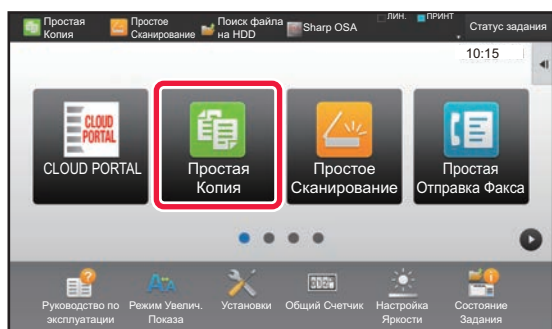 Простая
Копия
Простое
Сканирование
Поиск файла
на HDD
Sharp OSA
ЛИН.
ПРИНТ
Статус задания
10:15
CLOUD
PORTAL
CLOUD PORTAL
Простая
Копия
Простое
Сканирование
Простая
Отправка Факса
Руководство по
эксплуатации
Режим Увелич.
Показа
Установки
Общий Счетчик
Настройка
Яркости
Состояние
Задания